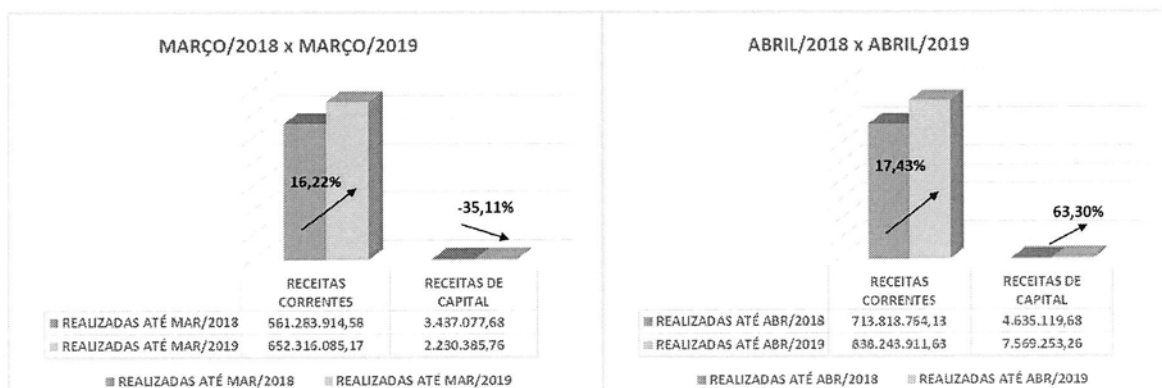 MARÇO/2018 x MARÇO/2019
16,22%
-35,11%
RECEITAS CORRENTES
RECEITAS DE CAPITAL
REALIZADAS ATÉ MAR/2018 561.283.914,58 3.437.077,68
REALIZADAS ATÉ MAR/2019 652.316.085,17 2.230.385,76
REALIZADAS ATÉ MAR/2018 REALIZADAS ATÉ MAR/2019
ABRIL/2018 x ABRIL/2019
17,43%
63,30%
RECEITAS CORRENTES
RECEITAS DE CAPITAL
REALIZADAS ATÉ ABR/2018 713.818.764,13 4.635.119,68
REALIZADAS ATÉ ABR/2019 838.243.911,63 7.569.253,26
REALIZADAS ATÉ ABR/2018 REALIZADAS ATÉ ABR/2019